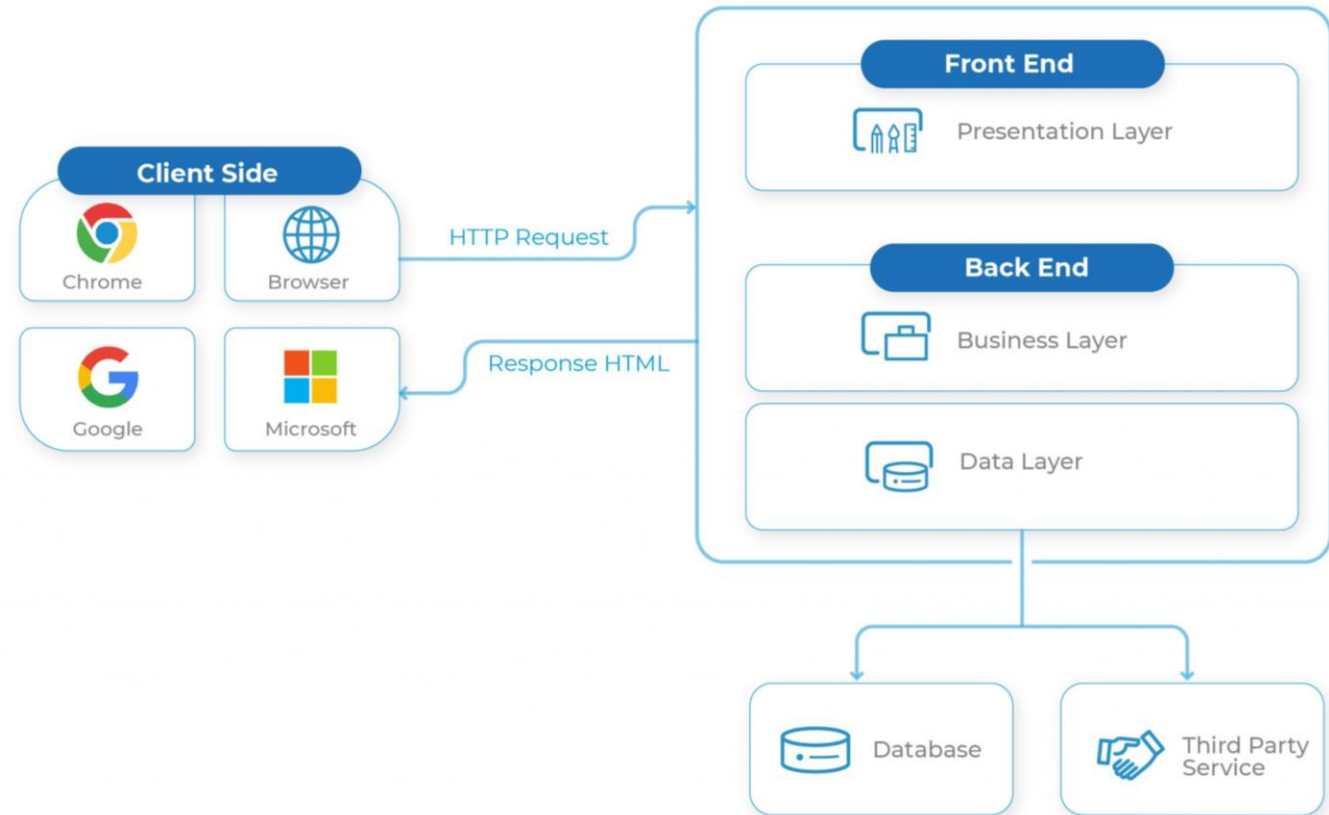 Client Side
Chrome
Browser
Google
Microsoft
HTTP Request
Response HTML
Front End
Presentation Layer
Back End
Business Layer
Data Layer
Database
Third Party
Service